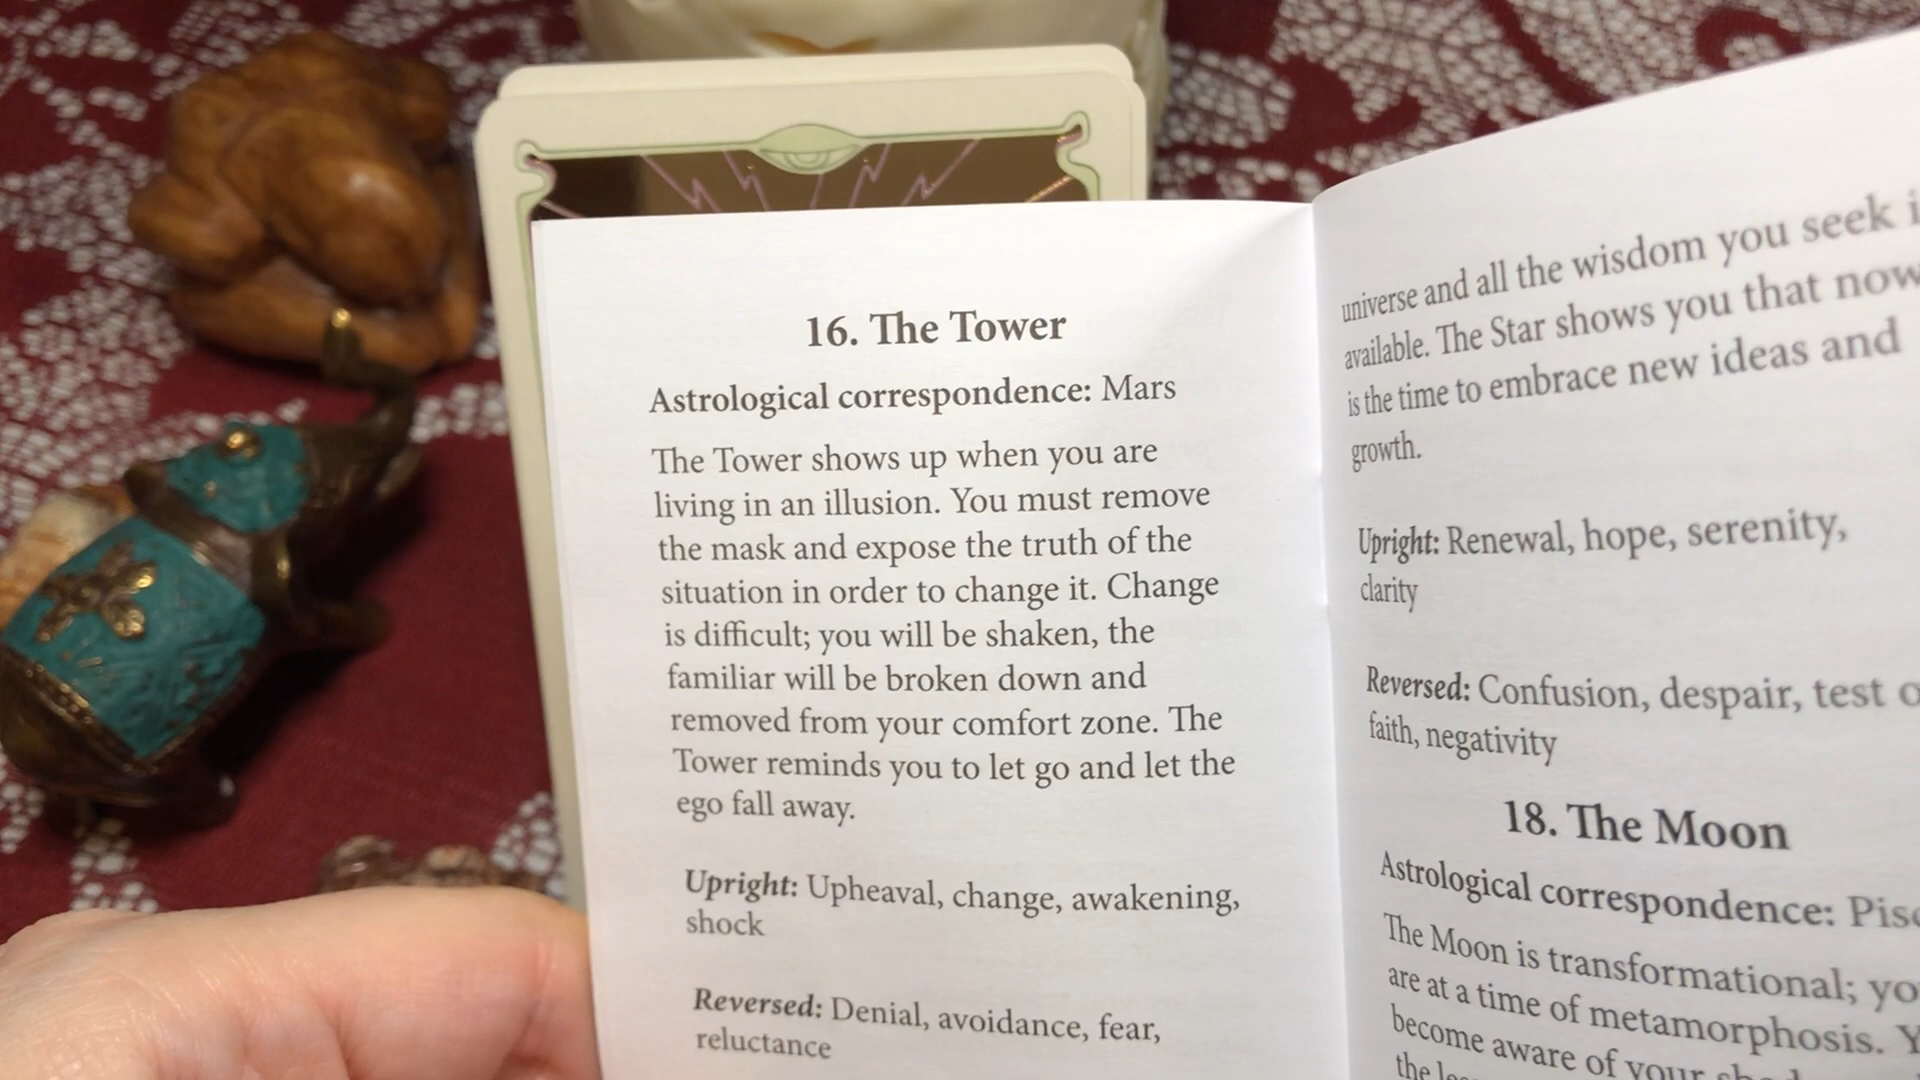 16. The Tower
Astrological correspondence: Mars
The Tower shows up when you are
living in an illusion. You must remove
the mask and expose the truth of the
situation in order to change it. Change
is difficult; you will be shaken, the
familiar will be broken down and
removed from your comfort zone. The
Tower reminds you to let go and let the
ego fall away.
Upright: Upheaval, change, awakening,
shock
Reversed: Denial, avoidance, fear,
reluctance
universe and all the wisdom you seek
available. The Star shows you that now
is the time to embrace new ideas and
growth.
Upright: Renewal, hope, serenity,
clarity
Reversed: Confusion, despair, test
faith, negativity
18. The Moon
Astrological correspondence:
The Moon is transformational;
are at a time of metamorphosis.
become aware of your
the